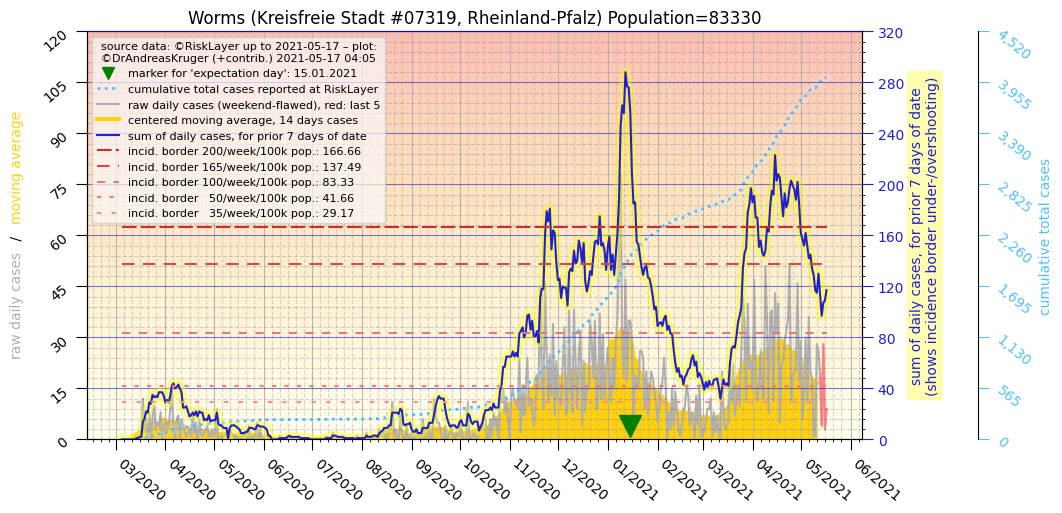 Worms (Kreisfreie Stadt #07319, Rheinland-Pfalz) Population=83330
source data: ©RiskLayer up to 2021-05-17 – plot:
©DrAndreasKruger (+contrib.) 2021-05-17 04:05
marker for 'expectation day': 15.01.2021
cumulative total cases reported at RiskLayer
raw daily cases (weekend-flawed), red: last 5
centered moving average, 14 days cases
sum of daily cases, for prior 7 days of date
incid. border 200/week/100k pop.: 166.66
incid. border 165/week/100k pop.: 137.49
incid. border 100/week/100k pop.: 83.33
incid. border   50/week/100k pop.: 41.66
incid. border   35/week/100k pop.: 29.17
raw daily cases  /  moving average
120
105
90
75
60
45
30
15
0
03/2020
04/2020
05/2020
06/2020
07/2020
08/2020
09/2020
10/2020
11/2020
12/2020
01/2021
02/2021
03/2021
04/2021
05/2021
06/2021
320
280
240
200
160
120
80
40
0
sum of daily cases, for prior 7 days of date
(shows incidence border under-/overshooting)
4,520
3,955
3,390
2,825
2,260
1,695
1,130
565
0
cumulative total cases